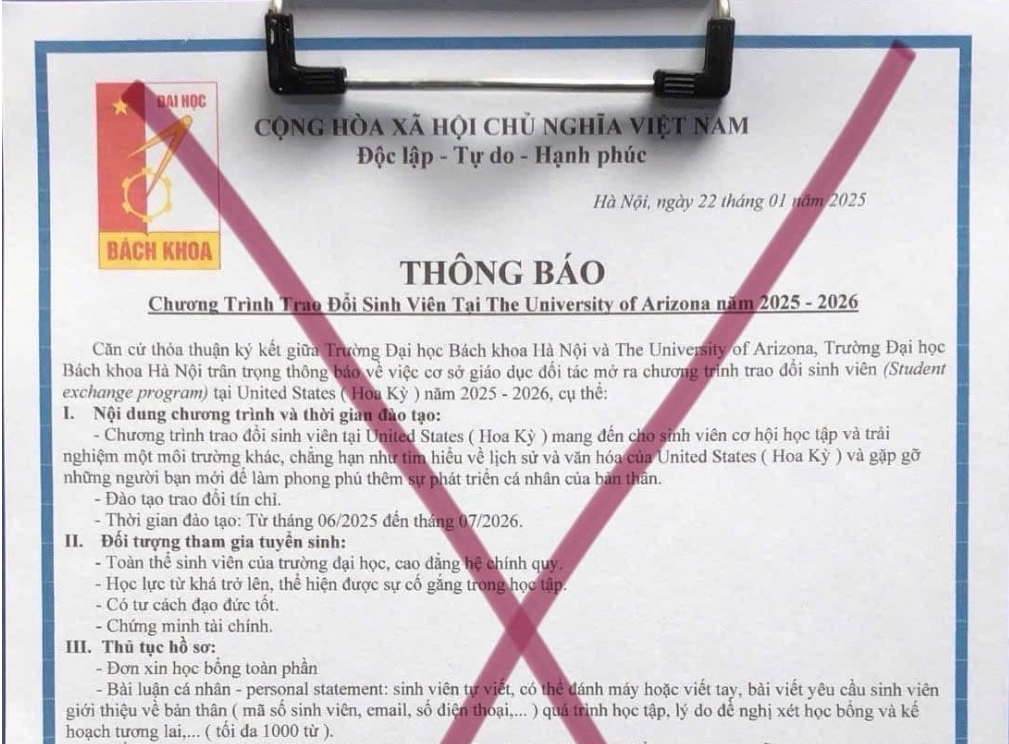 ĐẠI HỌC
BÁCH KHOA
CỘNG HÒA XÃ HỘI CHỦ NGHĨA VIỆT NAM
Độc lập - Tự do - Hạnh phúc
Hà Nội, ngày 22 tháng 01 năm 2025
THÔNG BÁO
Chương Trình Trao Đổi Sinh Viên Tại The University of Arizona năm 2025 - 2026
Căn cứ thỏa thuận ký kết giữa Trường Đại học Bách khoa Hà Nội và The University of Arizona, Trường Đại học
Bách khoa Hà Nội trân trọng thông báo về việc cơ sở giáo dục đối tác mở ra chương trình trao đổi sinh viên (Student
exchange program) tại United States ( Hoa Kỳ ) năm 2025 - 2026, cụ thể:
I. Nội dung chương trình và thời gian đào tạo:
- Chương trình trao đổi sinh viên tại United States ( Hoa Kỳ ) mang đến cho sinh viên cơ hội học tập và trải
nghiệm một môi trường khác, chẳng hạn như tìm hiểu về lịch sử và văn hóa của United States ( Hoa Kỳ ) và gặp gỡ
những người bạn mới để làm phong phú thêm sự phát triển cá nhân của bản thân.
- Đào tạo trao đổi tín chỉ.
- Thời gian đào tạo: Từ tháng 06/2025 đến tháng 07/2026.
II. Đối tượng tham gia tuyển sinh:
- Toàn thể sinh viên của trường đại học, cao đẳng hệ chính quy.
- Học lực từ khá trở lên, thể hiện được sự cố gắng trong học tập.
- Có tư cách đạo đức tốt.
- Chứng minh tài chính.
III. Thủ tục hồ sơ:
- Đơn xin học bổng toàn phần
- Bài luận cá nhân - personal statement: sinh viên tự viết, có thể đánh máy hoặc viết tay, bài viết yêu cầu sinh viên
giới thiệu về bản thân ( mã số sinh viên, email, số điện thoại,... ) quá trình học tập, lý do đề nghị xét học bổng và kế
hoạch tương lai,... ( tối đa 1000 từ ).